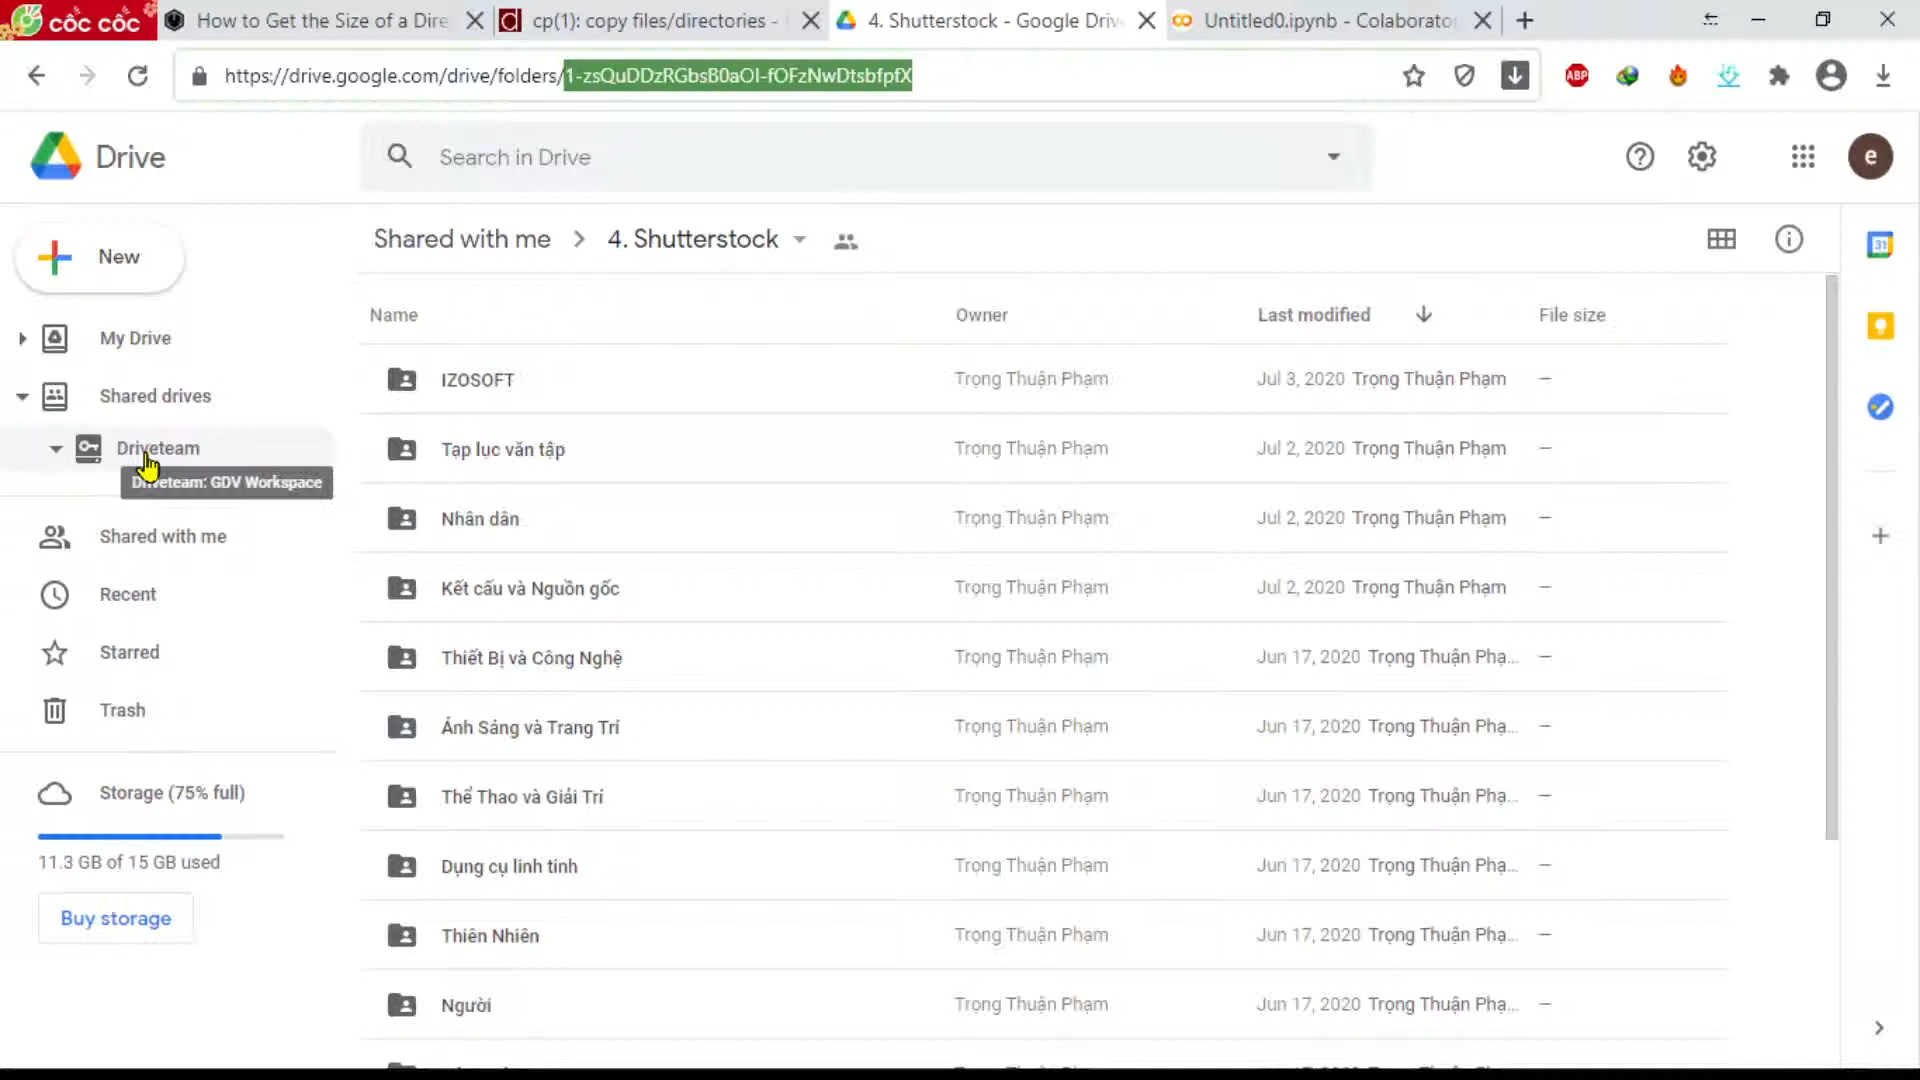 cốc cốc
How to Get the Size of a Dire
cp(1): copy files/directories -
4. Shutterstock - Google Driv
Untitled0.ipynb - Colaborato
https://drive.google.com/drive/folders/1-zsQuDDzRGbsB0aOI-fOFzNwDtsbfpfX
ABP
Drive
Search in Drive
e
New
Shared with me > 4. Shutterstock
31
My Drive
Shared drives
Driveteam
Driveteam: GDV Workspace
Shared with me
Recent
Starred
Trash
Storage (75% full)
11.3 GB of 15 GB used
Buy storage
Name Owner Last modified File size
IZOSOFT Trọng Thuận Phạm Jul 3, 2020 Trọng Thuận Phạm —
Tạp lục văn tập Trọng Thuận Phạm Jul 2, 2020 Trọng Thuận Phạm —
Nhân dân Trọng Thuận Phạm Jul 2, 2020 Trọng Thuận Phạm —
Kết cấu và Nguồn gốc Trọng Thuận Phạm Jul 2, 2020 Trọng Thuận Phạm —
Thiết Bị và Công Nghệ Trọng Thuận Phạm Jun 17, 2020 Trọng Thuận Phạ... —
Ánh Sáng và Trang Trí Trọng Thuận Phạm Jun 17, 2020 Trọng Thuận Phạ... —
Thể Thao và Giải Trí Trọng Thuận Phạm Jun 17, 2020 Trọng Thuận Phạ... —
Dụng cụ linh tinh Trọng Thuận Phạm Jun 17, 2020 Trọng Thuận Phạ... —
Thiên Nhiên Trọng Thuận Phạm Jun 17, 2020 Trọng Thuận Phạ... —
Người Trọng Thuận Phạm Jun 17, 2020 Trọng Thuận Phạ... —